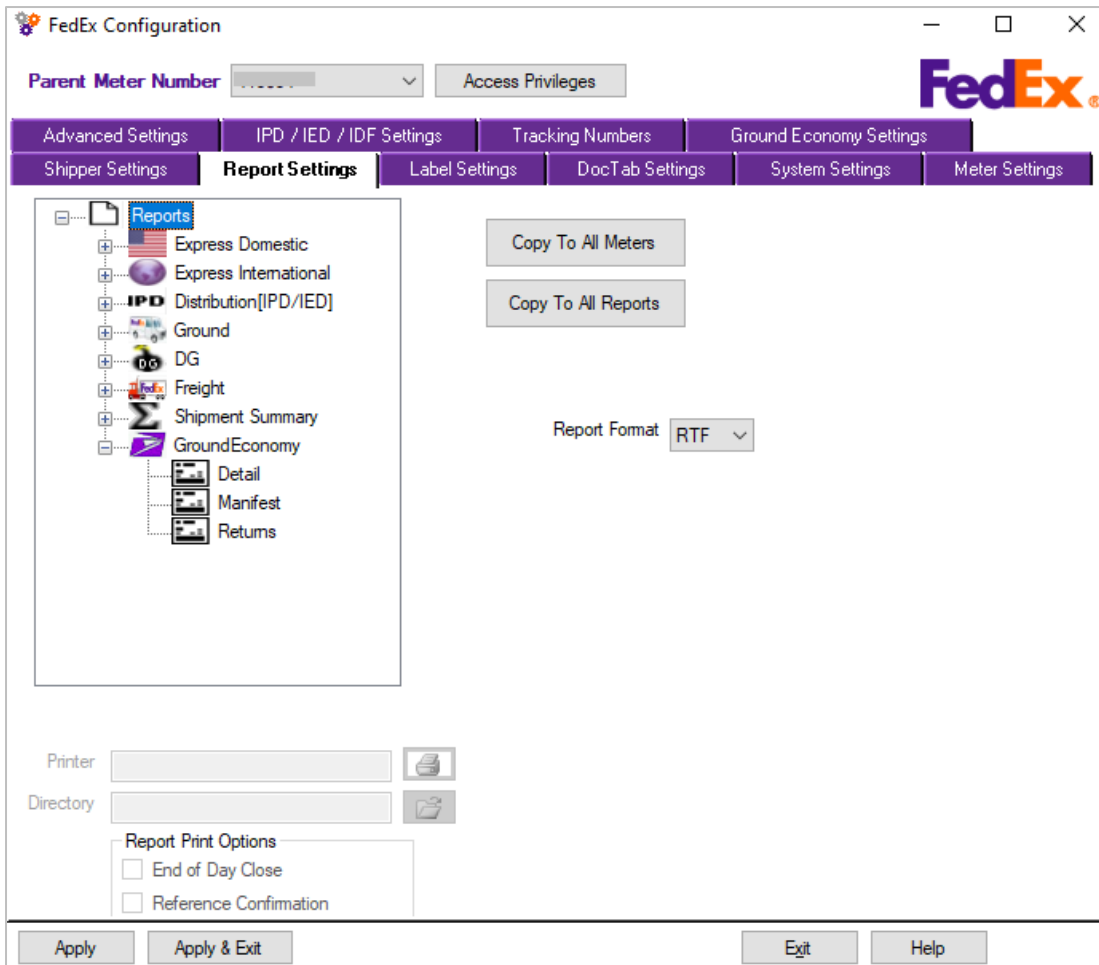 FedEx Configuration
Parent Meter Number
Access Privileges
FedEx ®
Advanced Settings IPD / IED / IDF Settings Tracking Numbers Ground Economy Settings
Shipper Settings Report Settings Label Settings DocTab Settings System Settings Meter Settings
Reports
Express Domestic
Express International
IPD Distribution[IPD/IED]
Ground
DG DG
FedEx Freight
Shipment Summary
GroundEconomy
Detail
Manifest
Returns
Copy To All Meters
Copy To All Reports
Report Format RTF
Printer
Directory
Report Print Options
End of Day Close
Reference Confirmation
Apply Apply & Exit Exit Help